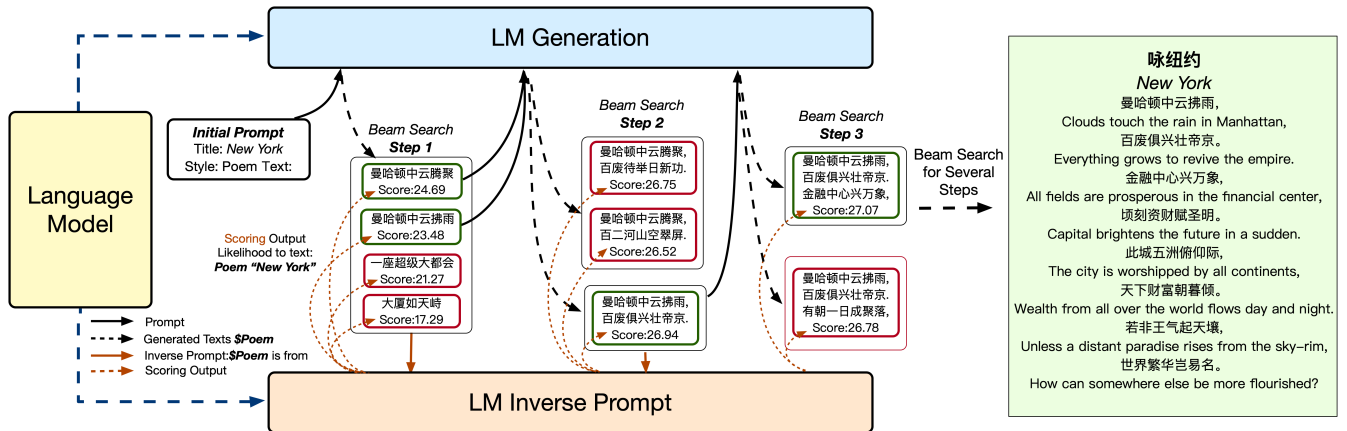 LM Generation
Language
Model
Initial Prompt
Title: New York
Style: Poem Text:
Beam Search
Step 1
曼哈顿中云腾聚
Score:24.69
曼哈顿中云拂雨
Score:23.48
一座超级大都会
Score:21.27
大厦如天峙
Score:17.29
Scoring Output
Likelihood to text:
Poem “New York”
Beam Search
Step 2
曼哈顿中云腾聚,
百废待举日新功.
Score:26.75
曼哈顿中云腾聚,
百二河山空翠屏.
Score:26.52
曼哈顿中云拂雨,
百废俱兴壮帝京.
Score:26.94
Beam Search
Step 3
曼哈顿中云拂雨,
百废俱兴壮帝京.
金融中心兴万象,
Score:27.07
曼哈顿中云拂雨,
百废俱兴壮帝京.
有朝一日成聚落,
Score:26.78
Beam Search
for Several
Steps
Prompt
Generated Texts $Poem
Inverse Prompt:$Poem is from
Scoring Output
LM Inverse Prompt
咏纽约
New York
曼哈顿中云拂雨,
Clouds touch the rain in Manhattan,
百废俱兴壮帝京。
Everything grows to revive the empire.
金融中心兴万象,
All fields are prosperous in the financial center,
顷刻资财赋圣明。
Capital brightens the future in a sudden.
此城五洲俯仰际,
The city is worshipped by all continents,
天下财富朝暮倾。
Wealth from all over the world flows day and night.
若非王气起天壤,
Unless a distant paradise rises from the sky-rim,
世界繁华岂易名。
How can somewhere else be more flourished?